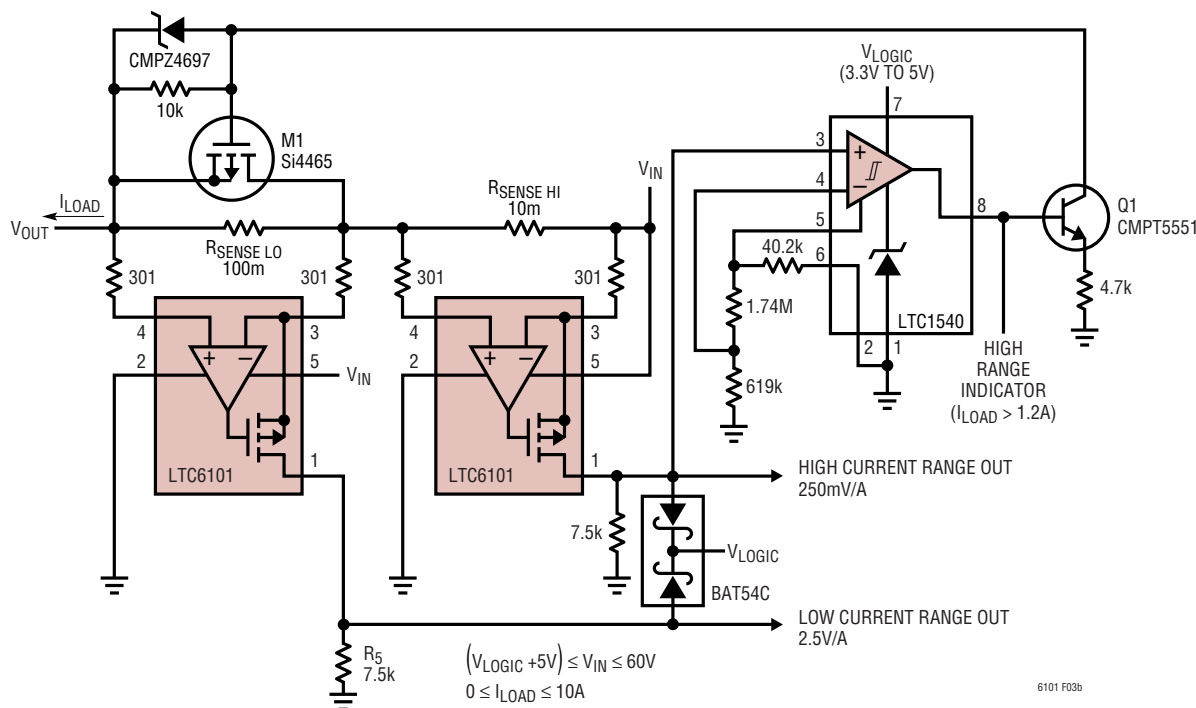 CMPZ4697
10k
M1
Si4465
VLOGIC
(3.3V TO 5V)
7
3
4
5
6
8
40.2k
1.74M
619k
2
1
LTC1540
Q1
CMPT5551
4.7k
HIGH
RANGE
INDICATOR
(ILOAD > 1.2A)
VIN
ILOAD
VOUT
RSENSE LO
100m
RSENSE HI
10m
301
301
301
301
4
3
2
5
VIN
1
LTC6101
4
3
2
5
1
LTC6101
+
−
+
−
+
−
7.5k
HIGH CURRENT RANGE OUT
250mV/A
VLOGIC
BAT54C
LOW CURRENT RANGE OUT
2.5V/A
R5
7.5k
(VLOGIC +5V) ≤ VIN ≤ 60V
0 ≤ ILOAD ≤ 10A
6101 F03b